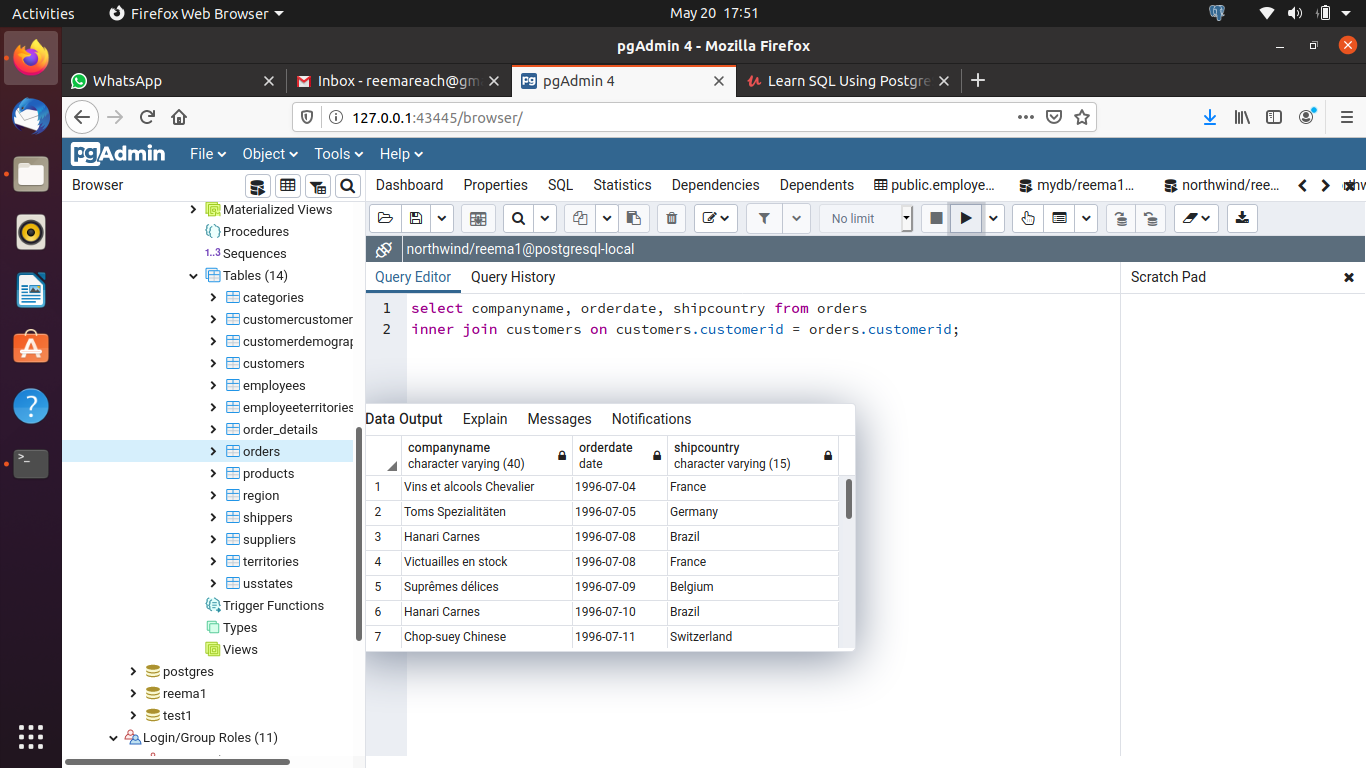 Activities
Firefox Web Browser
May 20 17:51
pgAdmin 4 - Mozilla Firefox
WhatsApp
Inbox - reemareach@gm
pgAdmin 4
Learn SQL Using Postgre
127.0.0.1:43445/browser/
pgAdmin
File
Object
Tools
Help
Browser
Dashboard
Properties
SQL
Statistics
Dependencies
Dependents
public.employe...
mydb/reema1...
northwind/ree...
No limit
northwind/reema1@postgresql-local
Query Editor
Query History
Scratch Pad
1 select companyname, orderdate, shipcountry from orders
2 inner join customers on customers.customerid = orders.customerid;
Materialized Views
Procedures
1..3 Sequences
Tables (14)
categories
customercustomer
customerdemograp
customers
employees
employeeterritories
order_details
orders
products
region
shippers
suppliers
territories
usstates
Trigger Functions
Types
Views
postgres
reema1
test1
Login/Group Roles (11)
Data Output
Explain
Messages
Notifications
companyname orderdate shipcountry
character varying (40) date character varying (15)
1 Vins et alcools Chevalier 1996-07-04 France
2 Toms Spezialitäten 1996-07-05 Germany
3 Hanari Carnes 1996-07-08 Brazil
4 Victuailles en stock 1996-07-08 France
5 Suprêmes délices 1996-07-09 Belgium
6 Hanari Carnes 1996-07-10 Brazil
7 Chop-suey Chinese 1996-07-11 Switzerland